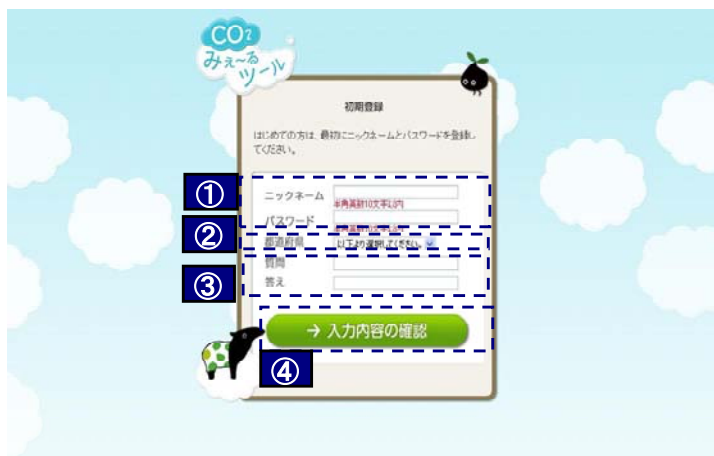 CO2
みえ~る
ツール
初期登録
はじめての方は、最初にニックネームとパスワードを登録し
てください。
① ニックネーム
半角英数10文字以内
パスワード
② 都道府県 以下より選択してください。
③ 質問
答え
→ 入力内容の確認
④